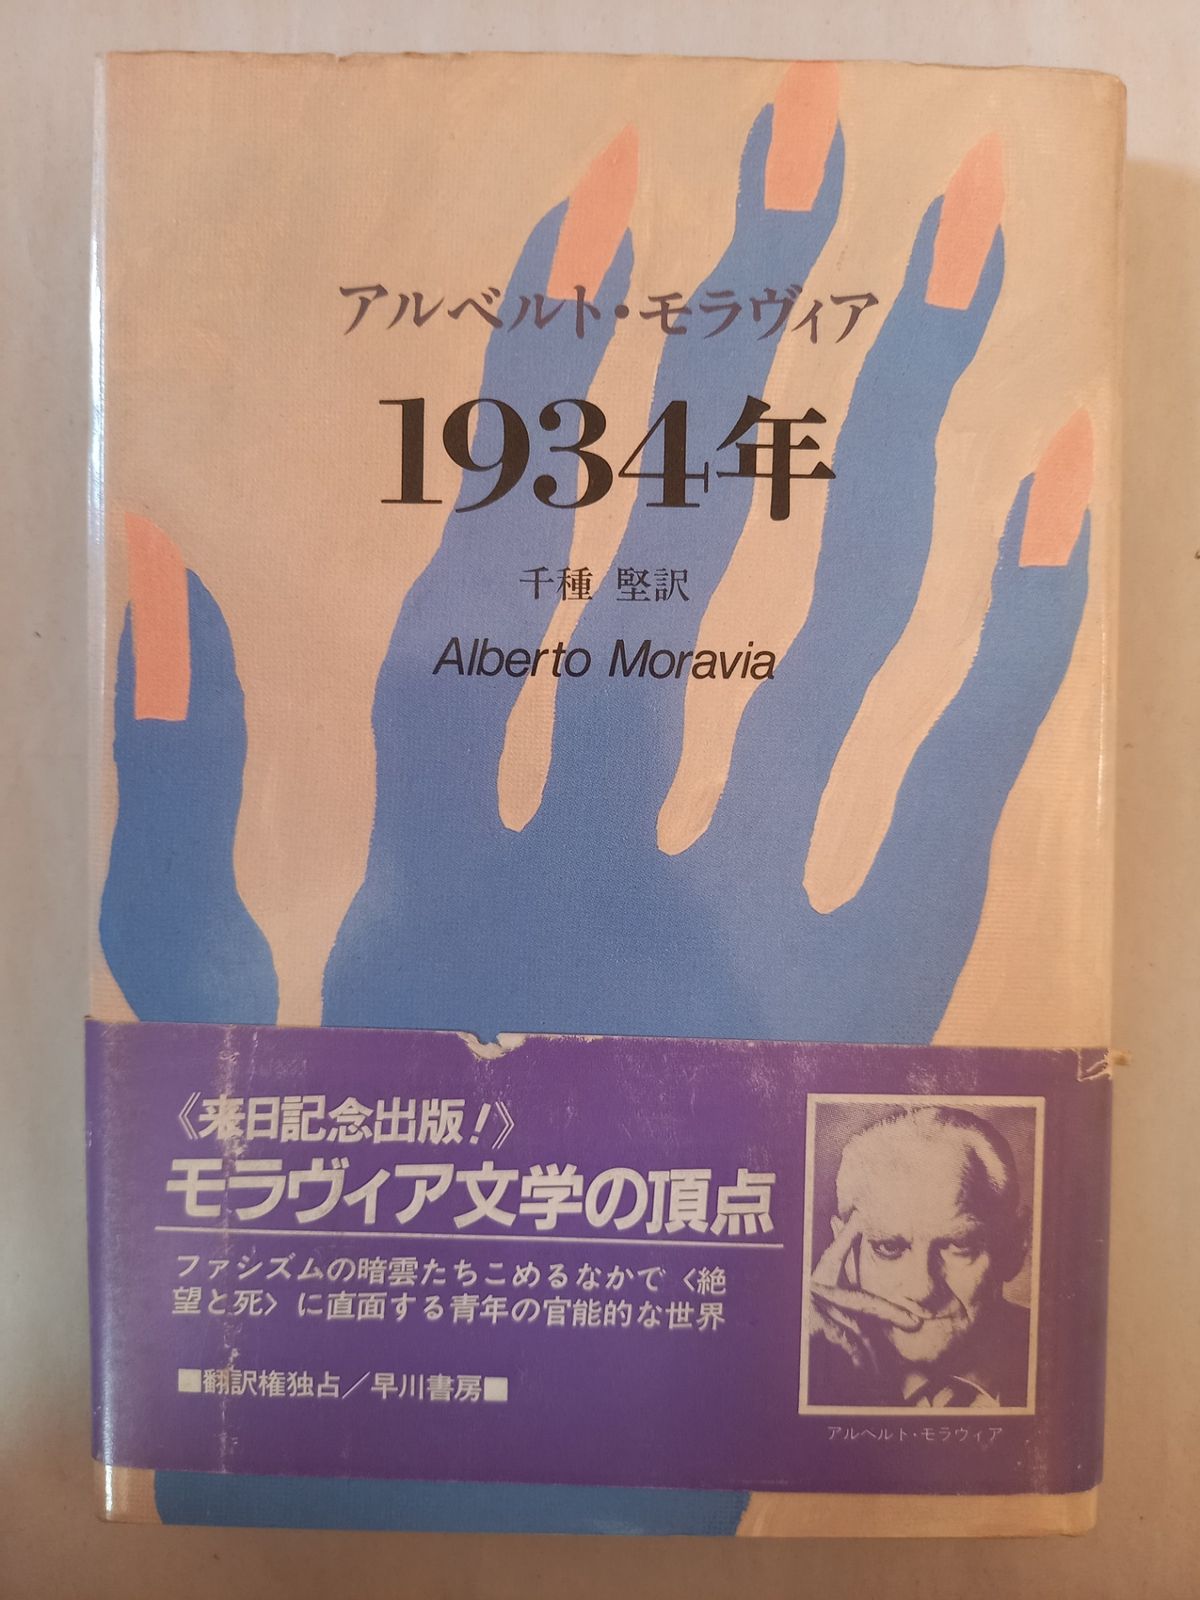 アルベルト・モラヴィア
1934年
千種 堅訳
Alberto Moravia
《来日記念出版!》
モラヴィア文学の頂点
ファシズムの暗雲たちこめるなかで〈絶
望と死〉に直面する青年の官能的な世界
■翻訳権独占／早川書房■
アルベルト・モラヴィア